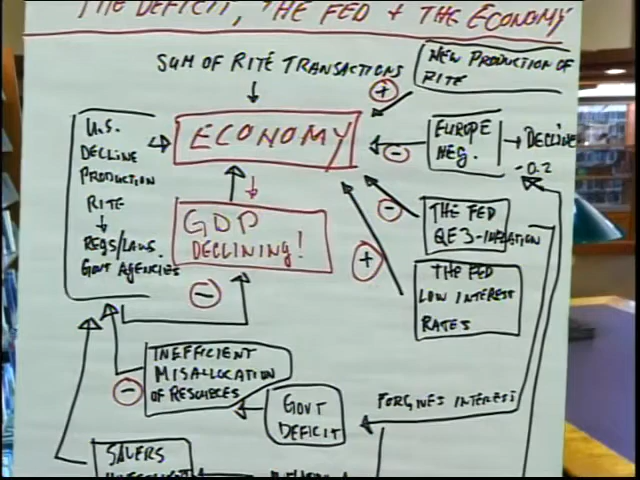 THE DEFICIT, THE FED + THE ECONOMY
SUM OF RITE TRANSACTIONS
NEW PRODUCTION OF
RITE
+
ECONOMY
EUROPE
NEG.
DECLINE
-0.2
−
U.S.
DECLINE
PRODUCTION
RITE
REGS/LAWS.
GOVT AGENCIES
GDP
DECLINING!
−
THE FED
QE3-INFLATION
−
THE FED
LOW INTEREST
RATES
+
INEFFICIENT
MISALLOCATION
OF RESOURCES
−
GOVT
DEFICIT
FORGIVES INTEREST